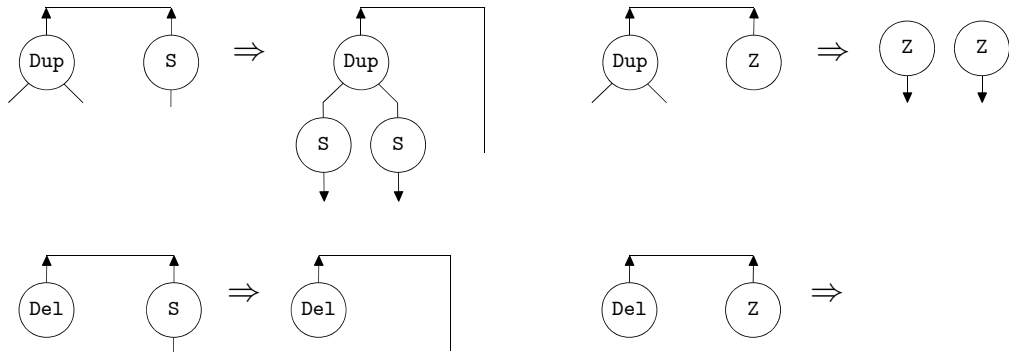 Dup S ⇒ Dup S S
Dup Z ⇒ Z Z
Del S ⇒ Del
Del Z ⇒